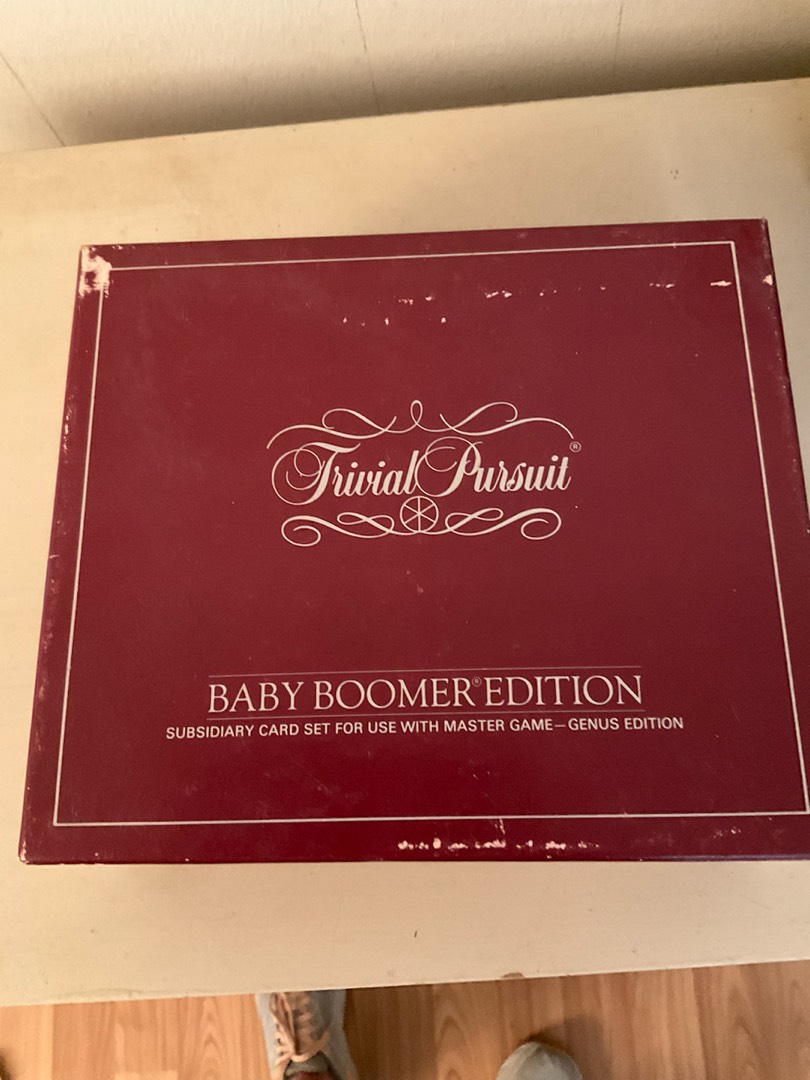 Trivial Pursuit®
BABY BOOMER® EDITION
SUBSIDIARY CARD SET FOR USE WITH MASTER GAME—GENUS EDITION